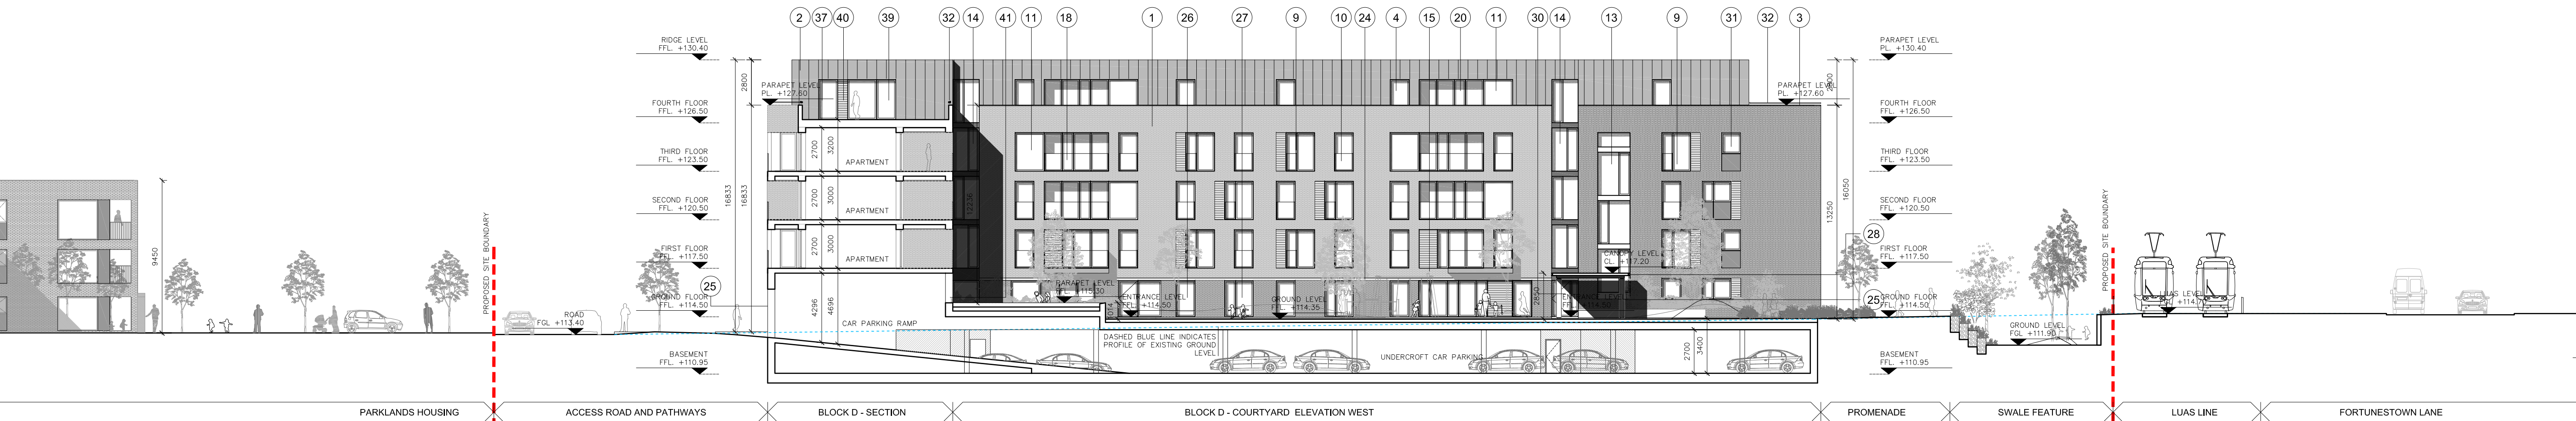 2 37 40 39 32 14 41 11 18 1 26 27 9 10 24 4 15 20 11 30 14 13 9 31 32 3
RIDGE LEVEL
FFL. +130.40
FOURTH FLOOR
FFL. +126.50
THIRD FLOOR
FFL. +123.50
SECOND FLOOR
FFL. +120.50
FIRST FLOOR
FFL. +117.50
25
GROUND FLOOR
FFL. +114.50
ROAD
FGL +113.40
BASEMENT
FFL. +110.95
9450
PROPOSED SITE BOUNDARY
16833
16833
2800
PARAPET LEVEL
PL. +127.60
2700
3200
APARTMENT
2700
3000
APARTMENT
2700
3000
APARTMENT
4296
4696
CAR PARKING RAMP
12236
PARAPET LEVEL
+115.30
1014
ENTRANCE LEVEL
FFL. +114.50
GROUND LEVEL
FFL. +114.35
DASHED BLUE LINE INDICATES
PROFILE OF EXISTING GROUND
LEVEL
UNDERCROFT CAR PARKING
2850
CANOPY LEVEL
CL. +117.20
2700
3400
PARAPET LEVEL
PL. +127.60
13250
16050
PARAPET LEVEL
PL. +130.40
FOURTH FLOOR
FFL. +126.50
THIRD FLOOR
FFL. +123.50
SECOND FLOOR
FFL. +120.50
28
FIRST FLOOR
FFL. +117.50
25
GROUND FLOOR
FFL. +114.50
BASEMENT
FFL. +110.95
GROUND LEVEL
FGL +111.90
PROPOSED SITE BOUNDARY
LUAS LEVEL
PARKLANDS HOUSING
ACCESS ROAD AND PATHWAYS
BLOCK D - SECTION
BLOCK D - COURTYARD ELEVATION WEST
PROMENADE
SWALE FEATURE
LUAS LINE
FORTUNESTOWN LANE